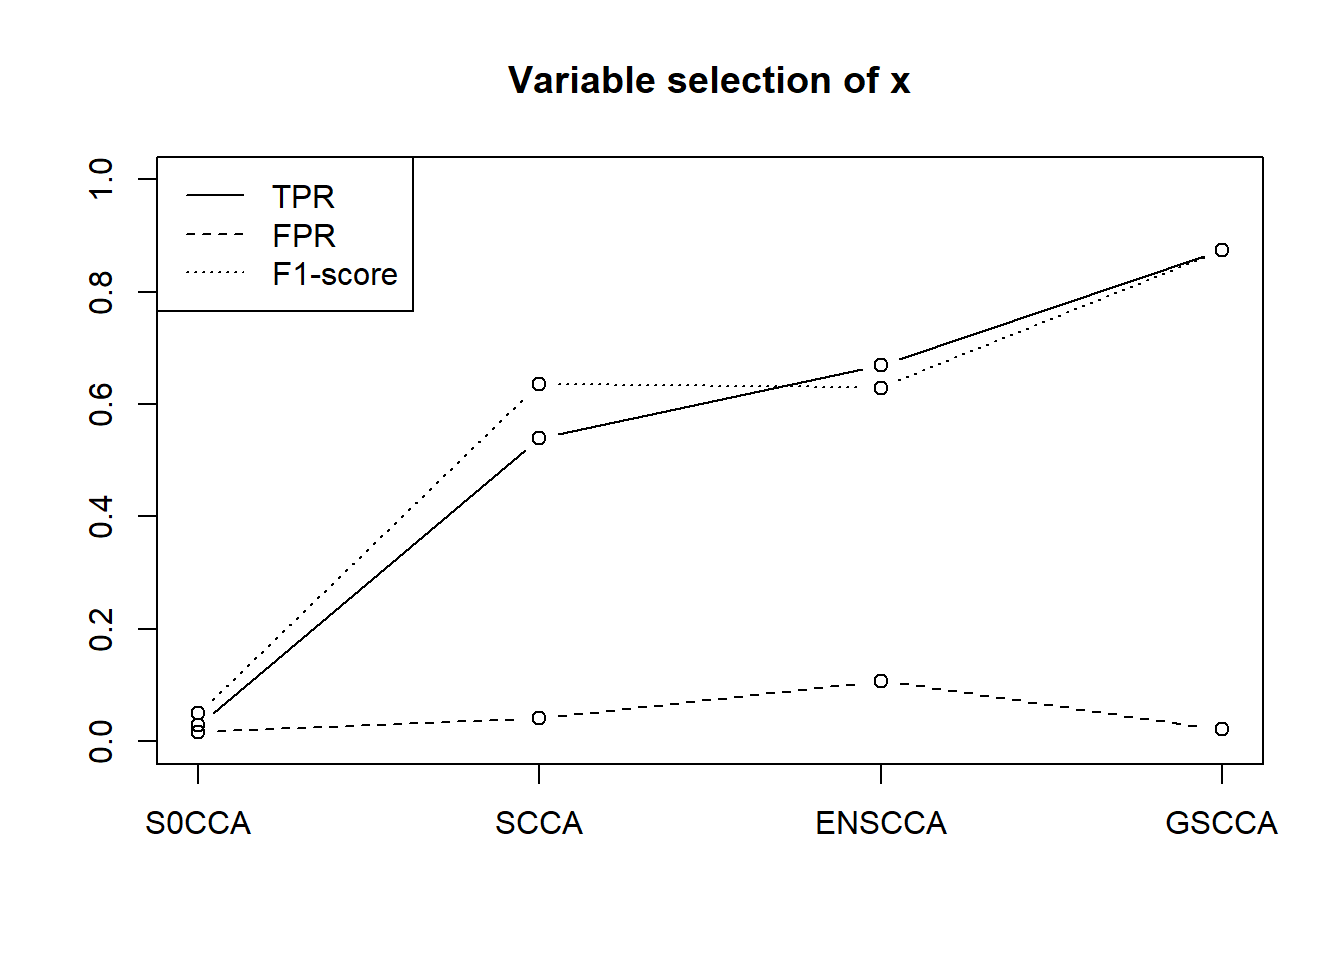 Variable selection of x
1.0
0.8
0.6
0.4
0.2
0.0
TPR
FPR
F1-score
S0CCA SCCA ENSCCA GSCCA